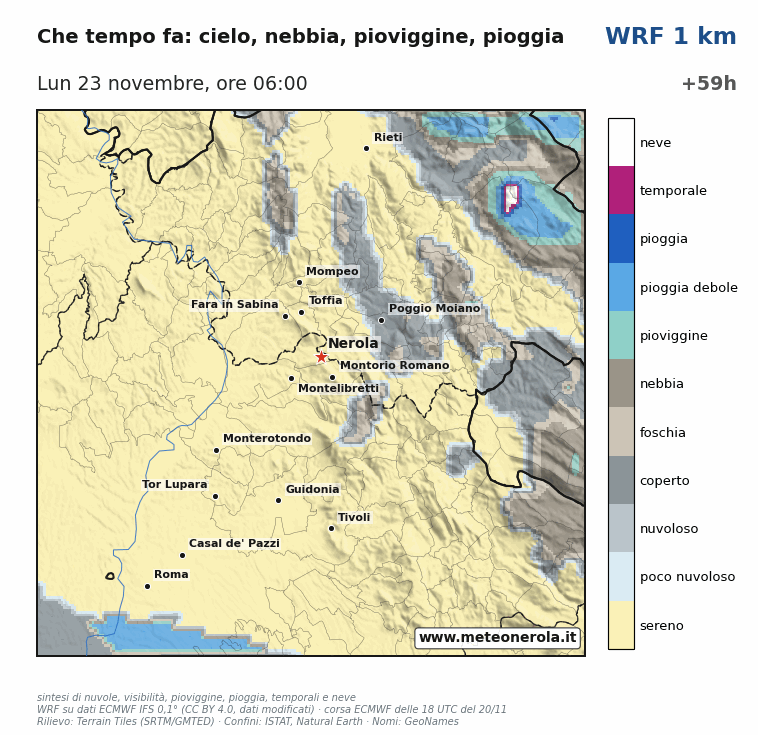 Che tempo fa: cielo, nebbia, pioviggine, pioggia
WRF 1 km
Lun 23 novembre, ore 06:00
+59h
Rieti
Mompeo
Toffia
Fara in Sabina
Poggio Moiano
Nerola
Montorio Romano
Montelibretti
Monterotondo
Tor Lupara
Guidonia
Tivoli
Casal de' Pazzi
Roma
www.meteonerola.it
neve
temporale
pioggia
pioggia debole
pioviggine
nebbia
foschia
coperto
nuvoloso
poco nuvoloso
sereno
sintesi di nuvole, visibilità, pioviggine, pioggia, temporali e neve
WRF su dati ECMWF IFS 0,1° (CC BY 4.0, dati modificati) · corsa ECMWF delle 18 UTC del 20/11
Rilievo: Terrain Tiles (SRTM/GMTED) · Confini: ISTAT, Natural Earth · Nomi: GeoNames